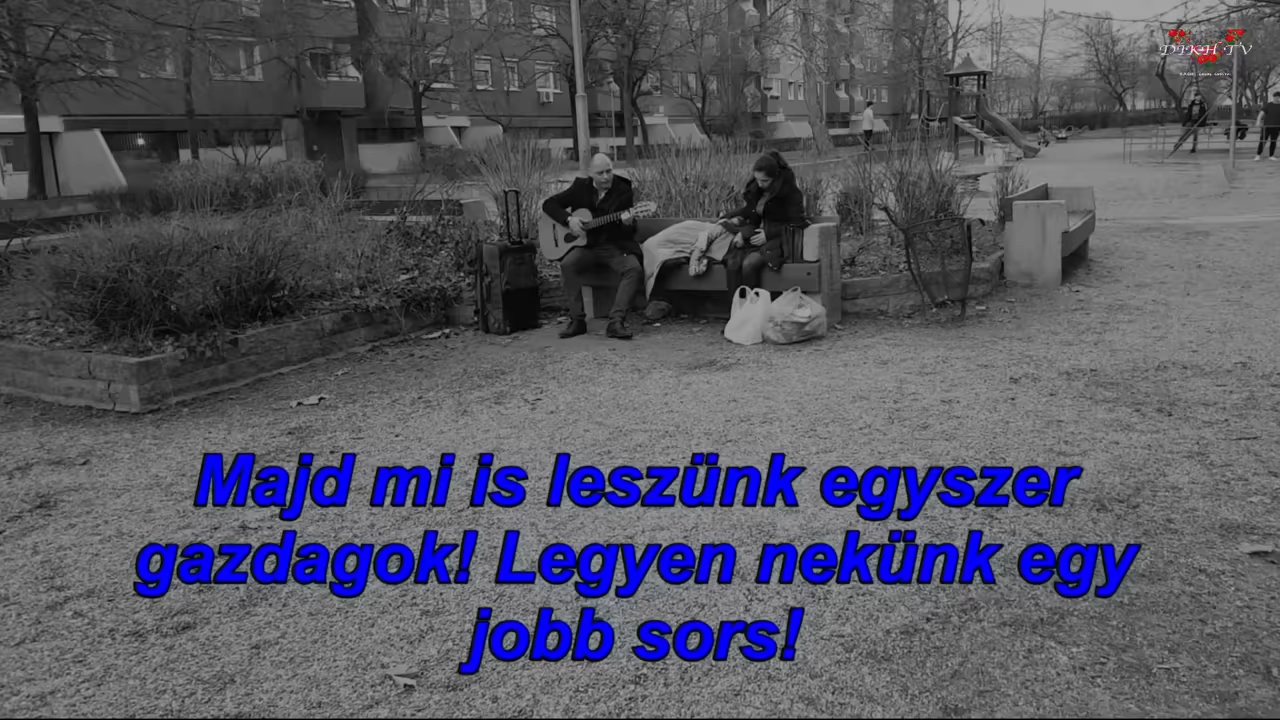 DIKH TV
Majd mi is leszünk egyszer
gazdagok! Legyen nekünk egy
jobb sors!